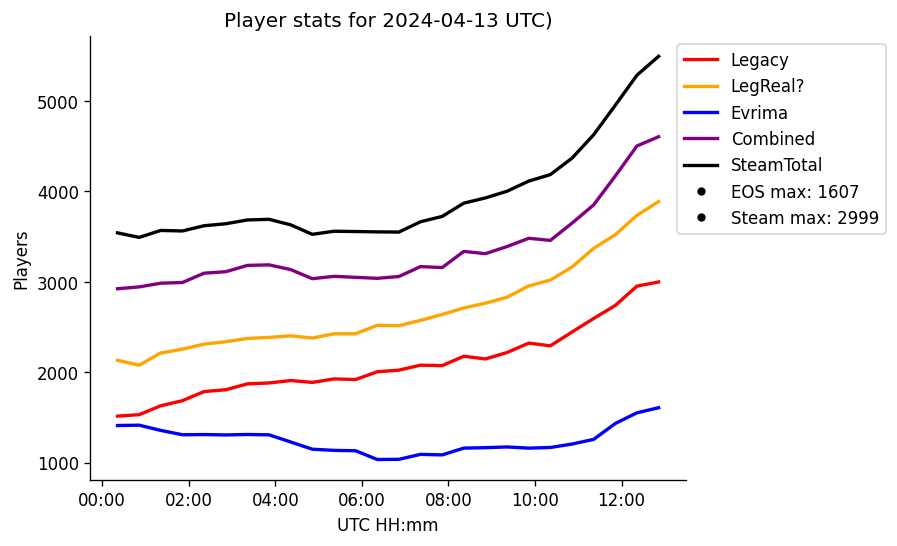 Player stats for 2024-04-13 UTC)
Legacy
LegReal?
Evrima
Combined
SteamTotal
EOS max: 1607
Steam max: 2999
Players
5000
4000
3000
2000
1000
00:00 02:00 04:00 06:00 08:00 10:00 12:00
UTC HH:mm